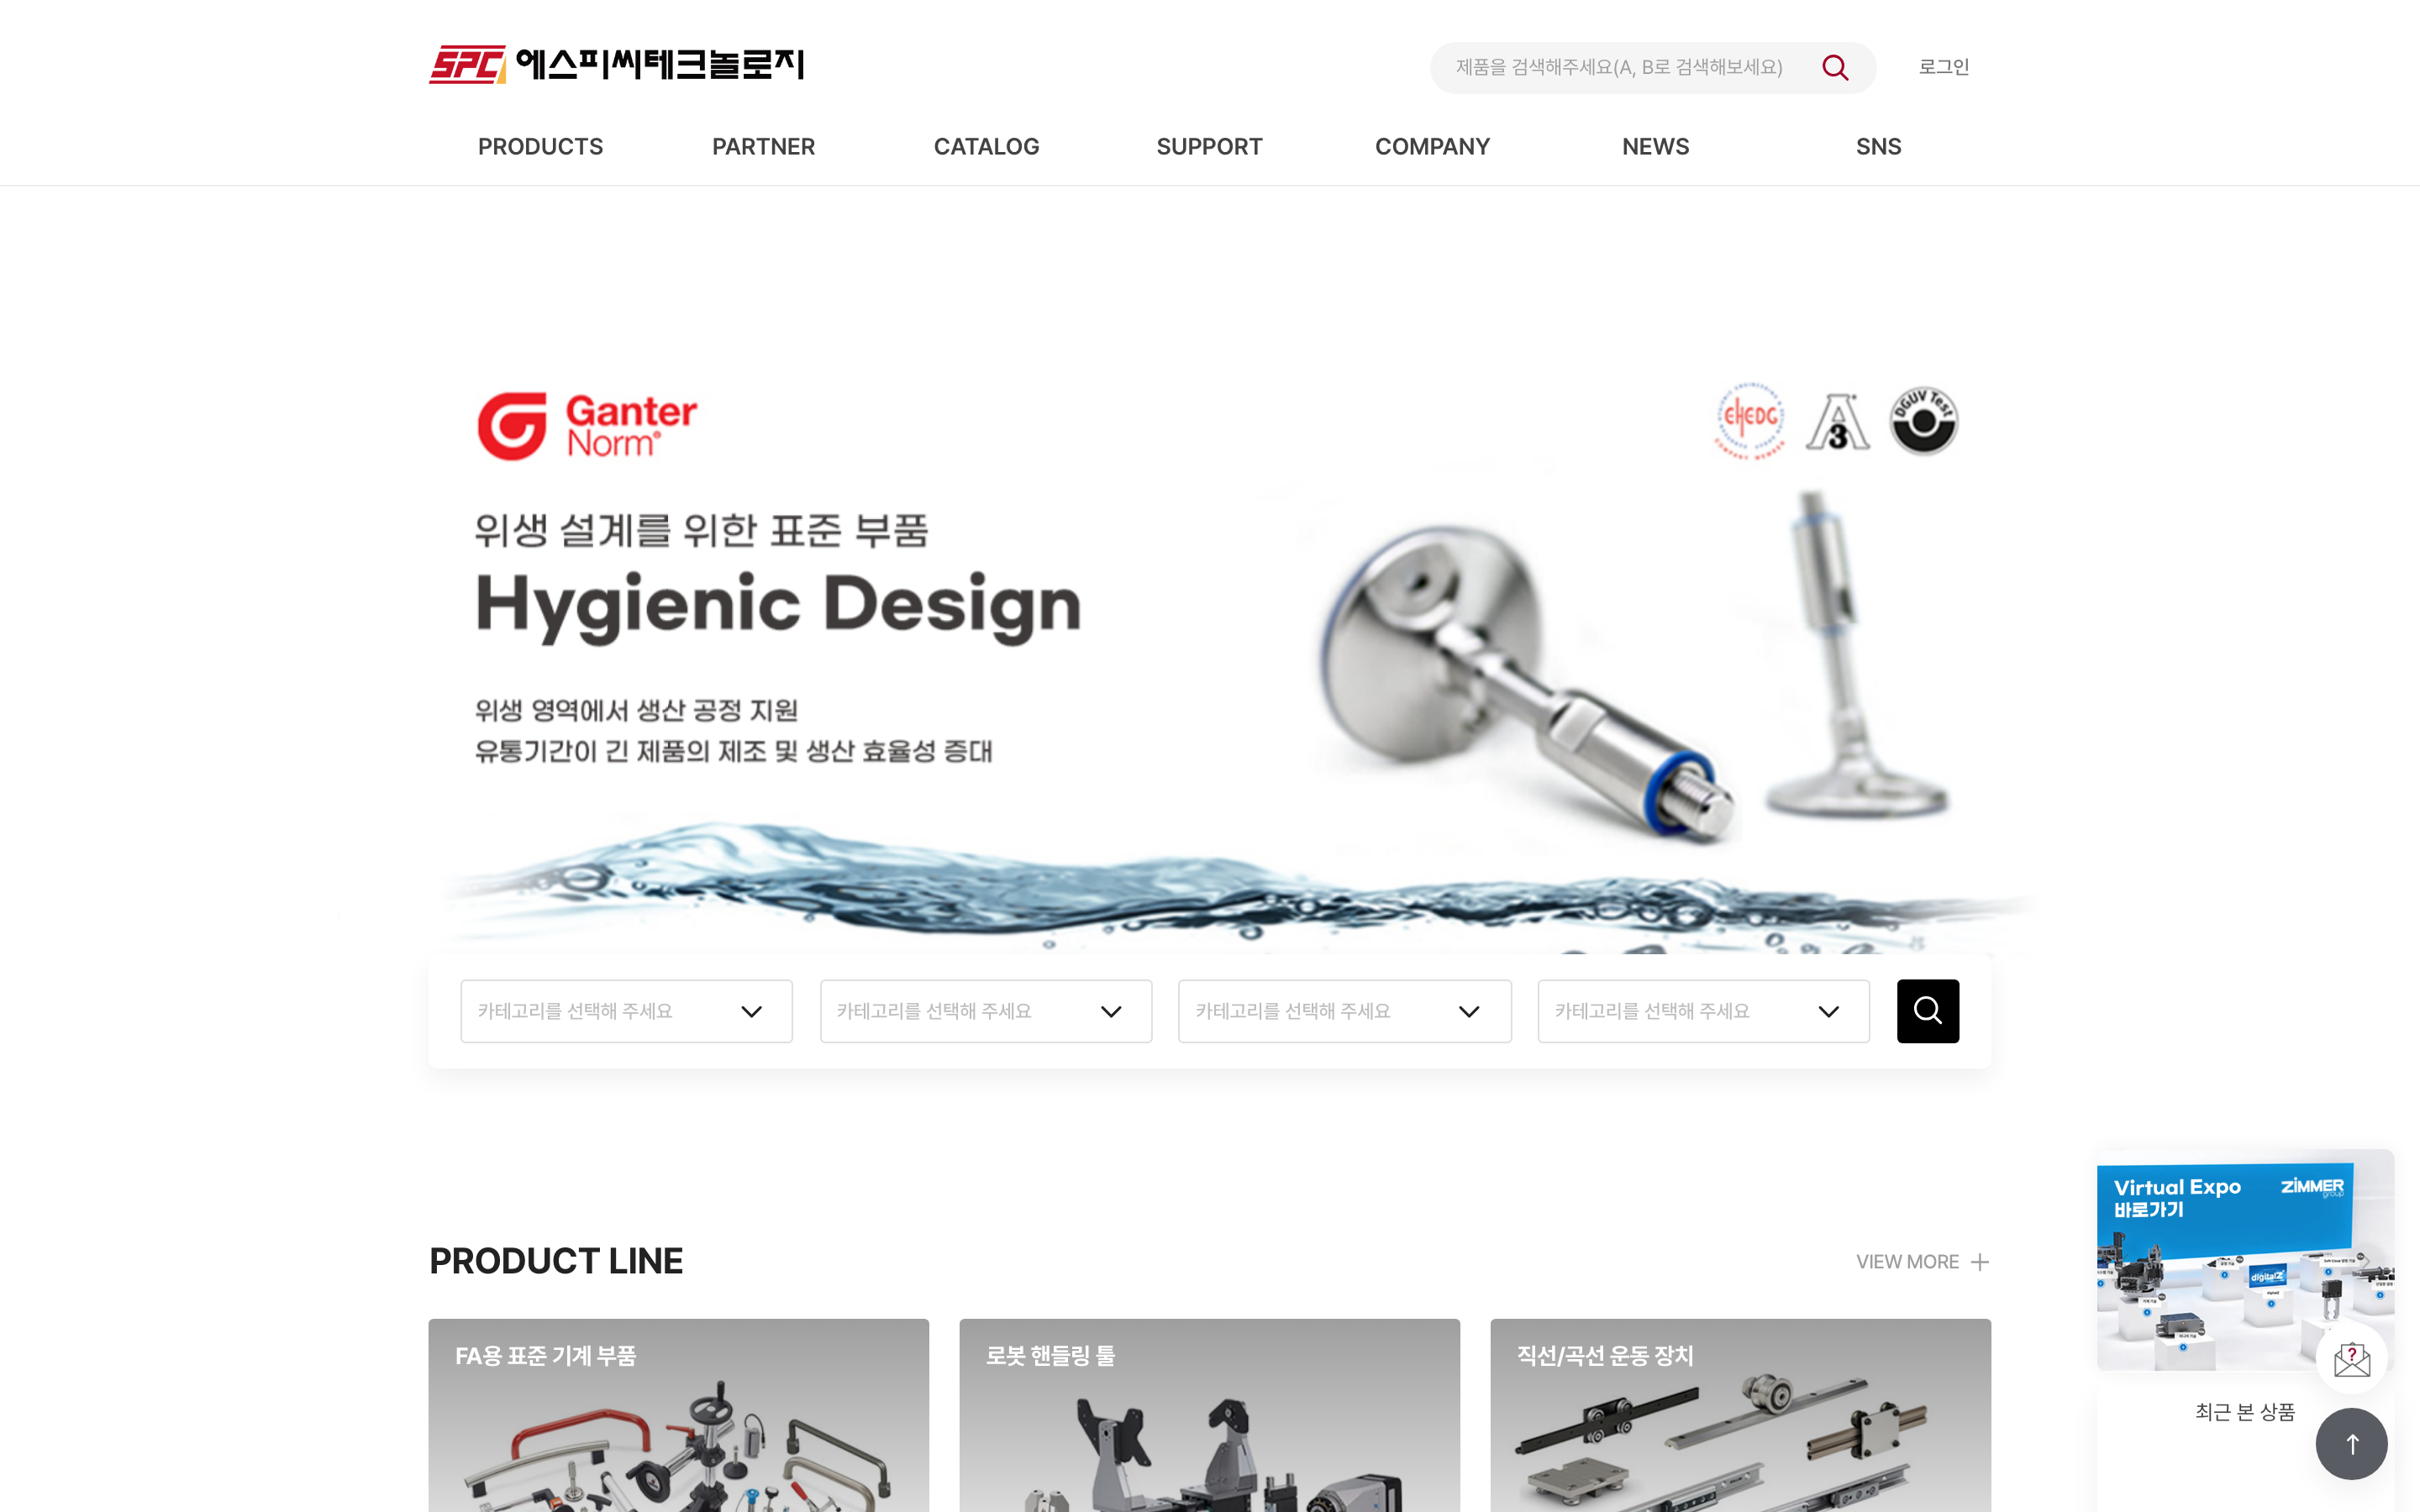 SPC 에스피씨테크놀로지
제품을 검색해주세요(A, B로 검색해보세요)
로그인
PRODUCTS
PARTNER
CATALOG
SUPPORT
COMPANY
NEWS
SNS
Ganter
Norm®
EHEDG
COMPANY MEMBER
A
3
DGUV Test
위생 설계를 위한 표준 부품
Hygienic Design
위생 영역에서 생산 공정 지원
유통기간이 긴 제품의 제조 및 생산 효율성 증대
카테고리를 선택해 주세요
카테고리를 선택해 주세요
카테고리를 선택해 주세요
카테고리를 선택해 주세요
Virtual Expo
바로가기
ZIMMER
group
digitalZ
PRODUCT LINE
VIEW MORE
FA용 표준 기계 부품
로봇 핸들링 툴
직선/곡선 운동 장치
최근 본 상품